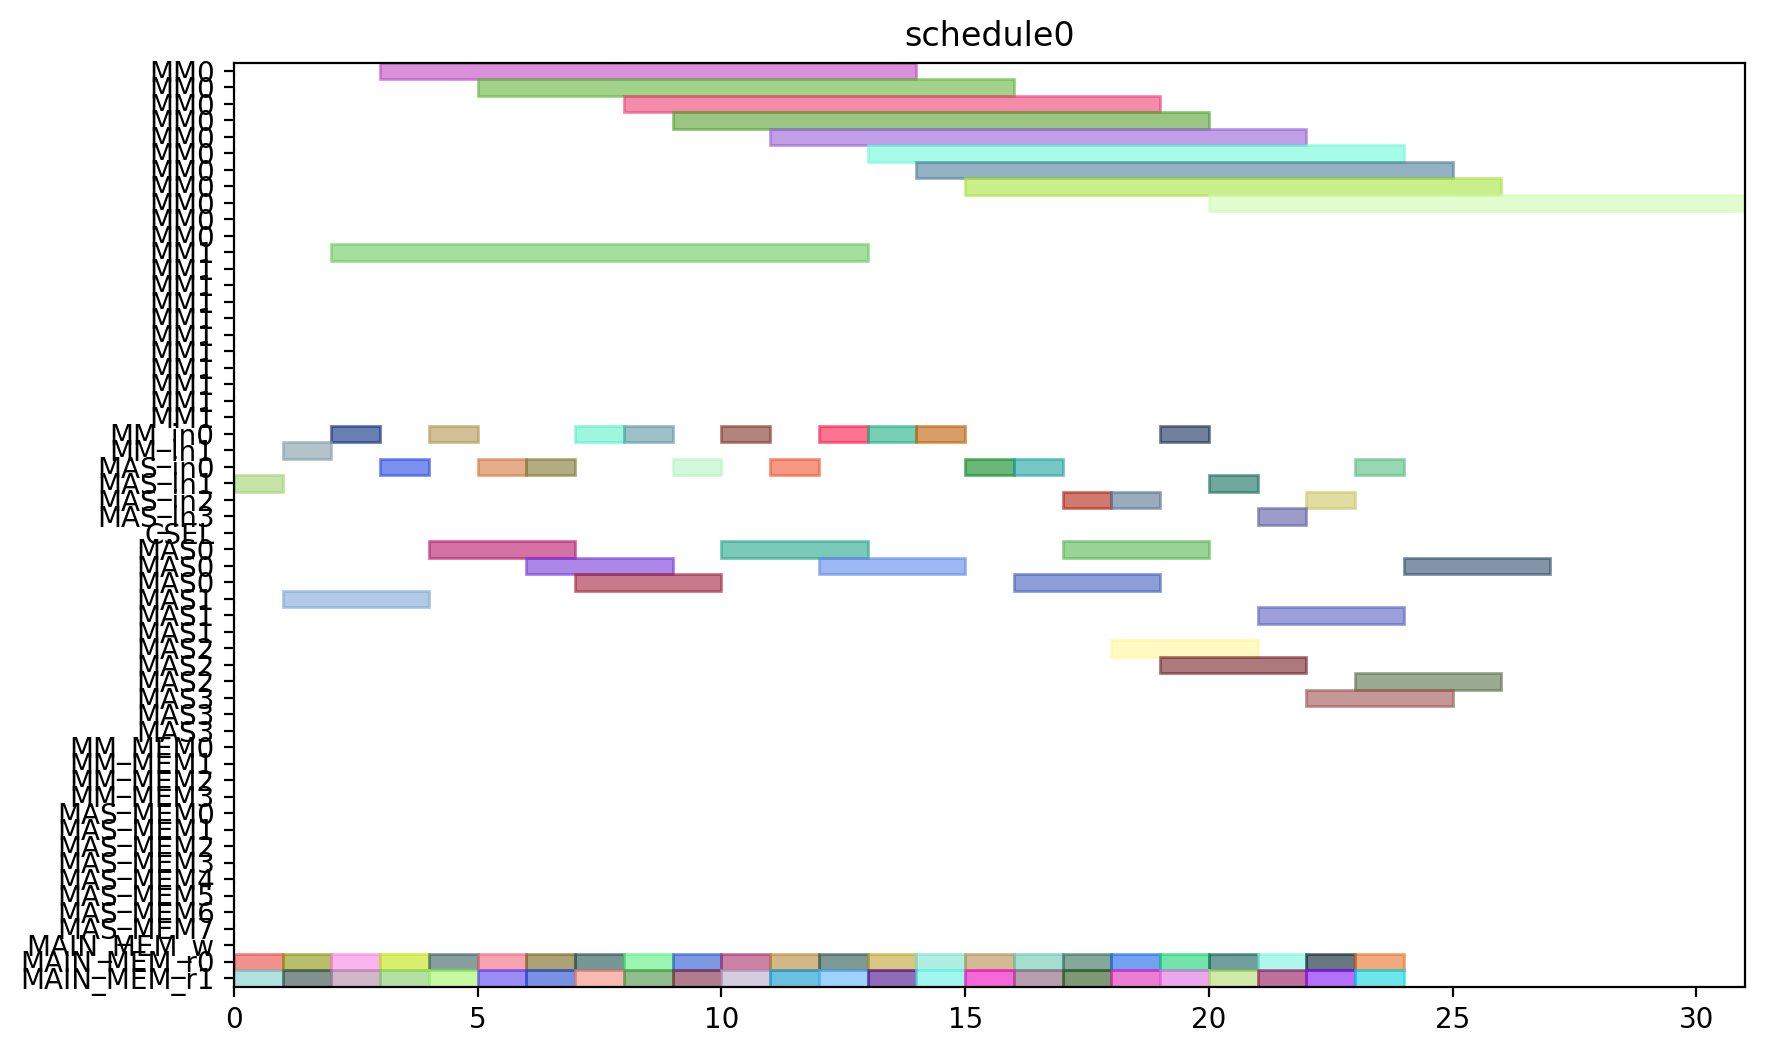 schedule0
MM0
MM0
MM0
MM0
MM0
MM0
MM0
MM0
MM0
MM0
MM0
MM1
MM1
MM1
MM1
MM1
MM1
MM1
MM1
MM1
MM1
MM1
MM_in0
MM_in1
MAS_in0
MAS_in1
MAS_in2
MAS_in3
CSEL
MAS0
MAS0
MAS0
MAS1
MAS1
MAS1
MAS2
MAS2
MAS2
MAS3
MAS3
MAS3
MM_MEM0
MM_MEM1
MM_MEM2
MM_MEM3
MAS_MEM0
MAS_MEM1
MAS_MEM2
MAS_MEM3
MAS_MEM4
MAS_MEM5
MAS_MEM6
MAS_MEM7
MAIN_MEM_w
MAIN_MEM_r0
MAIN_MEM_r1
0 5 10 15 20 25 30